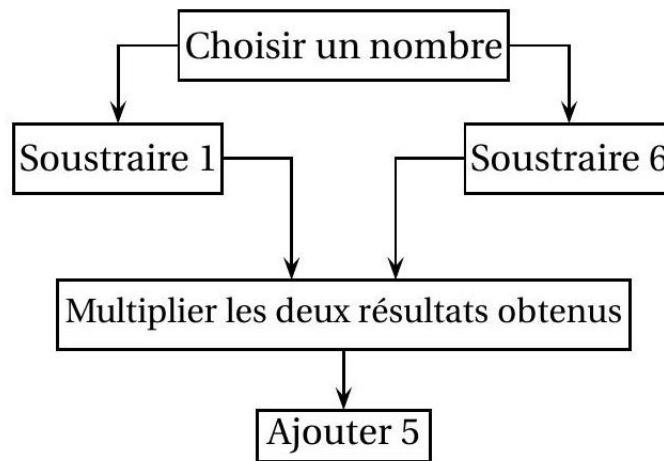 Choisir un nombre
Soustraire 1
Soustraire 6
Multiplier les deux résultats obtenus
Ajouter 5